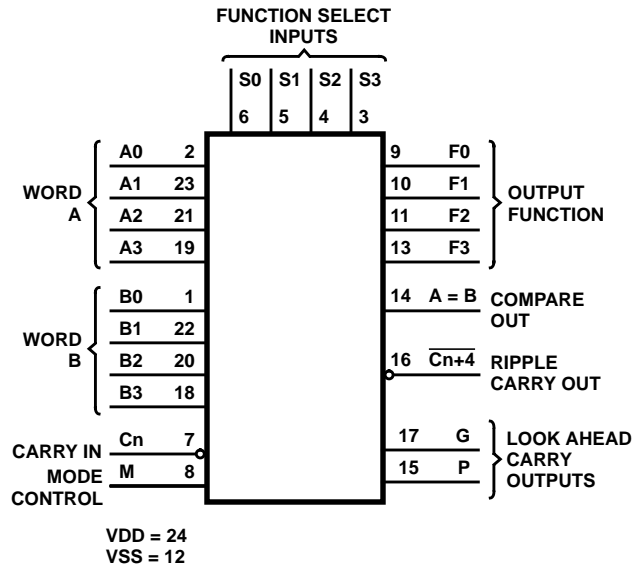 FUNCTION SELECT
INPUTS
S0 S1 S2 S3
6 5 4 3
WORD
A
A0 2
A1 23
A2 21
A3 19
WORD
B
B0 1
B1 22
B2 20
B3 18
CARRY IN Cn 7
MODE
CONTROL
M 8
9 F0
10 F1
11 F2
13 F3
OUTPUT
FUNCTION
14 A = B
COMPARE
OUT
16 C̅n̅+̅4̅
RIPPLE
CARRY OUT
17 G
15 P
LOOK AHEAD
CARRY
OUTPUTS
VDD = 24
VSS = 12